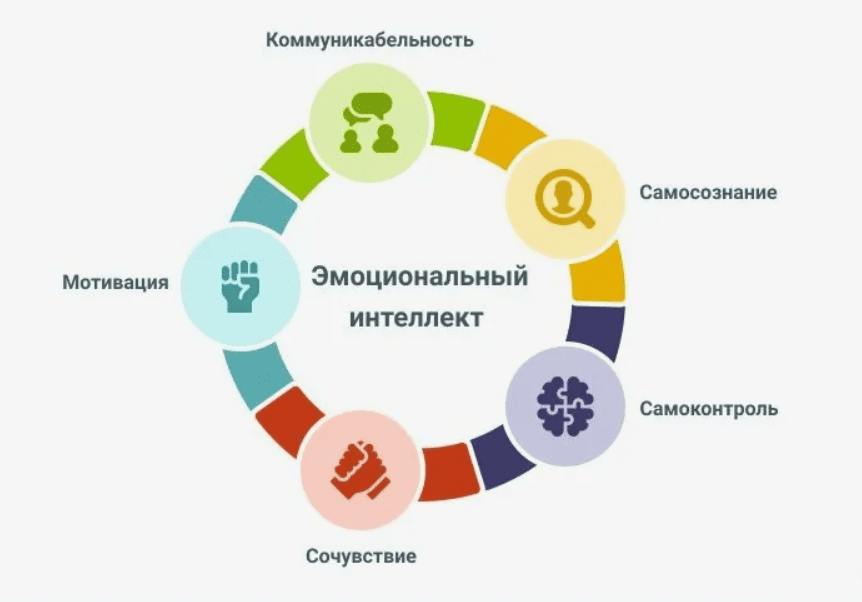 Коммуникабельность
Самосознание
Мотивация
Эмоциональный
интеллект
Самоконтроль
Сочувствие